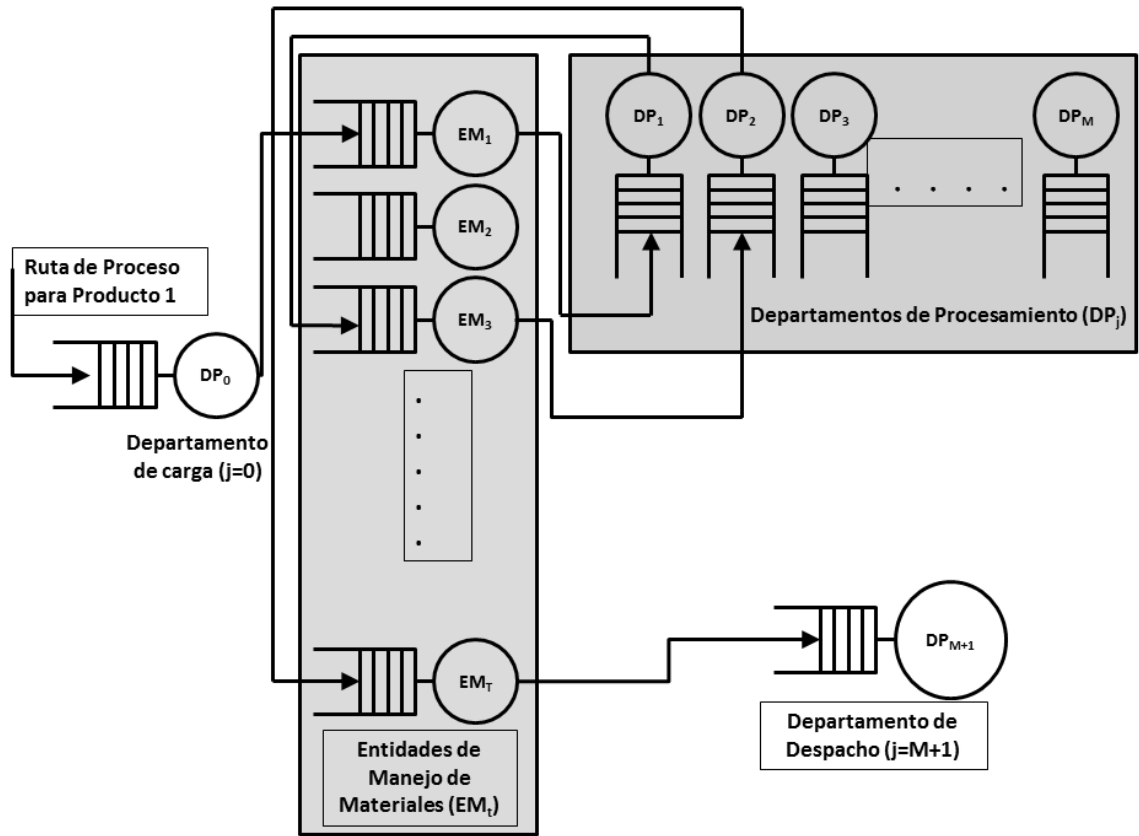 DP1
DP2
DP3
DPM
. . . .
EM1
EM2
EM3
Departamentos de Procesamiento (DPj)
Ruta de Proceso
para Producto 1
DP0
Departamento
de carga (j=0)
.
.
.
.
.
EMT
DPM+1
Entidades de
Manejo de
Materiales (EMt)
Departamento de
Despacho (j=M+1)